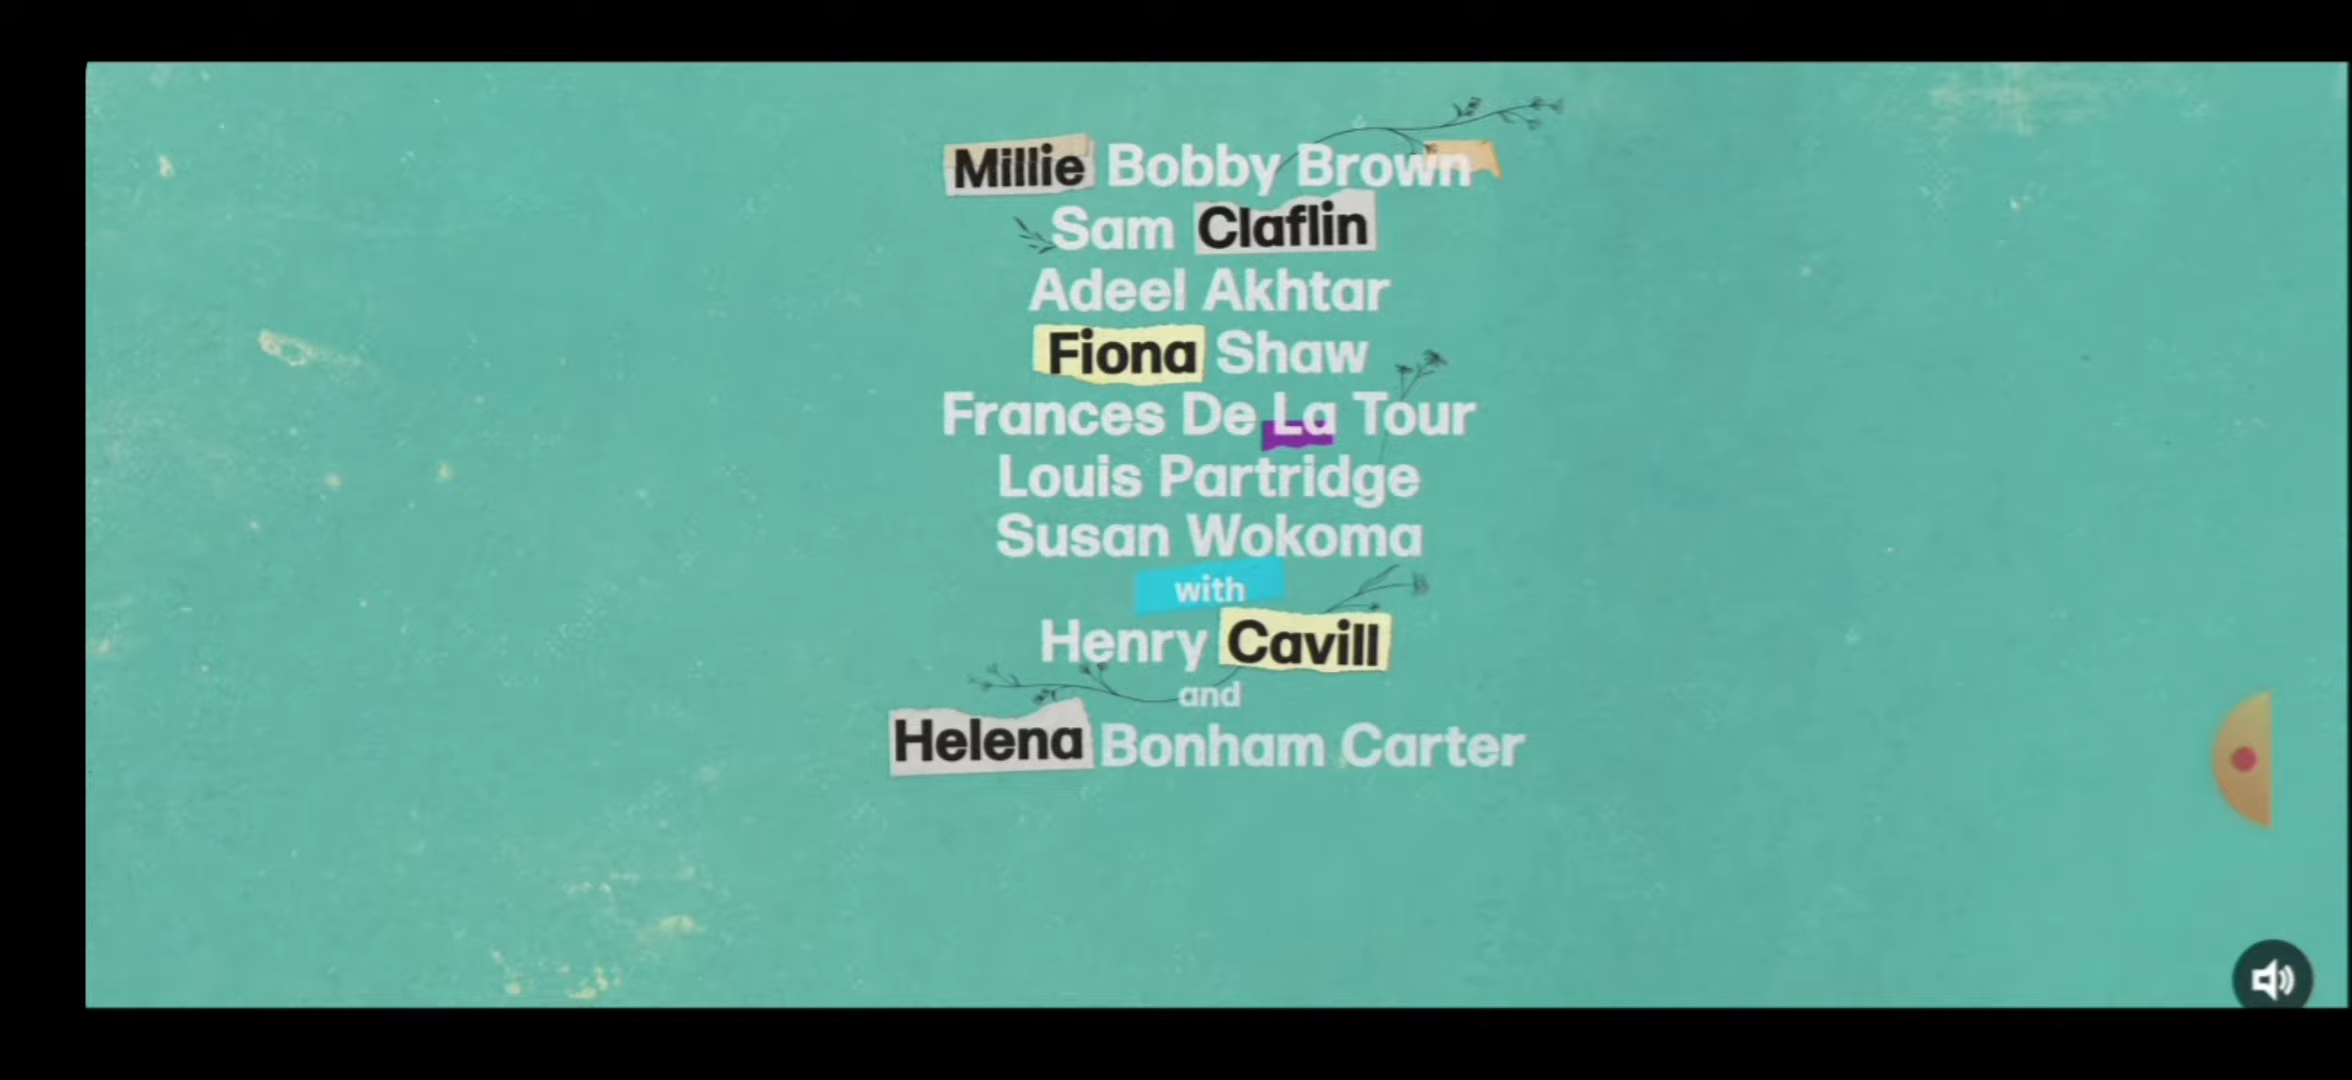 Millie Bobby Brown
Sam Claflin
Adeel Akhtar
Fiona Shaw
Frances De La Tour
Louis Partridge
Susan Wokoma
with
Henry Cavill
and
Helena Bonham Carter